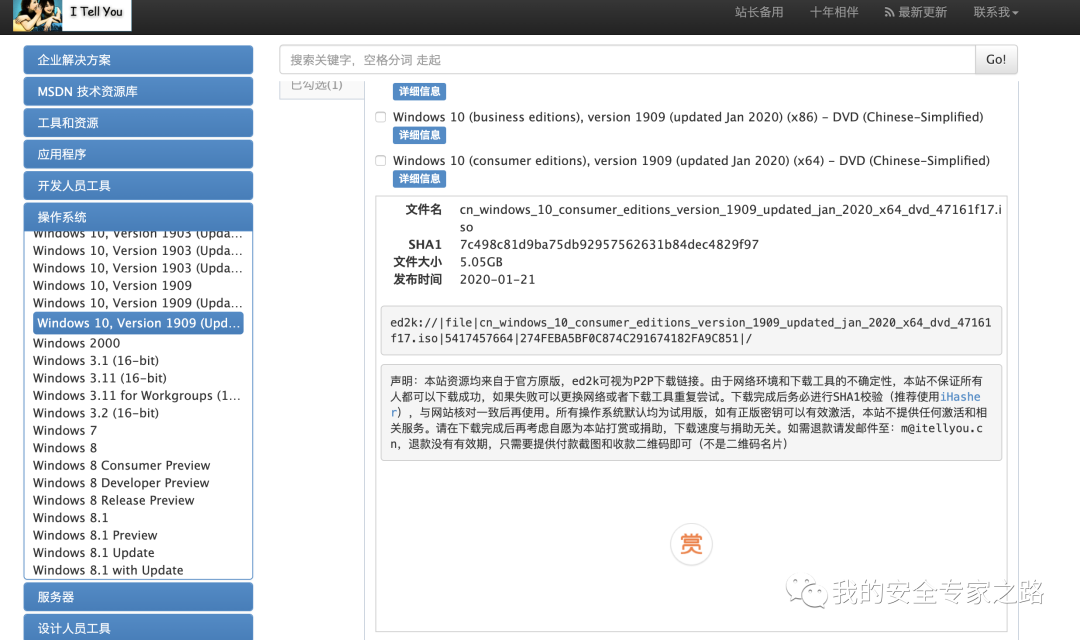 I Tell You
站长备用 十年相伴 最新更新 联系我
企业解决方案
MSDN 技术资源库
工具和资源
应用程序
开发人员工具
操作系统
Windows 10, Version 1903 (Upda...
Windows 10, Version 1903 (Upda...
Windows 10, Version 1903 (Upda...
Windows 10, Version 1909
Windows 10, Version 1909 (Upda...
Windows 10, Version 1909 (Upd...
Windows 2000
Windows 3.1 (16-bit)
Windows 3.11 (16-bit)
Windows 3.11 for Workgroups (1...
Windows 3.2 (16-bit)
Windows 7
Windows 8
Windows 8 Consumer Preview
Windows 8 Developer Preview
Windows 8 Release Preview
Windows 8.1
Windows 8.1 Preview
Windows 8.1 Update
Windows 8.1 with Update
服务器
设计人员工具
搜索关键字，空格分词 走起 Go!
已勾选(1)
详细信息
Windows 10 (business editions), version 1909 (updated Jan 2020) (x86) - DVD (Chinese-Simplified)
详细信息
Windows 10 (consumer editions), version 1909 (updated Jan 2020) (x64) - DVD (Chinese-Simplified)
详细信息
文件名 cn_windows_10_consumer_editions_version_1909_updated_jan_2020_x64_dvd_47161f17.i
so
SHA1 7c498c81d9ba75db92957562631b84dec4829f97
文件大小 5.05GB
发布时间 2020-01-21
ed2k://|file|cn_windows_10_consumer_editions_version_1909_updated_jan_2020_x64_dvd_47161
f17.iso|5417457664|274FEBA5BF0C874C291674182FA9C851|/
声明：本站资源均来自于官方原版，ed2k可视为P2P下载链接。由于网络环境和下载工具的不确定性，本站不保证所有
人都可以下载成功，如果失败可以更换网络或者下载工具重复尝试。下载完成后务必进行SHA1校验（推荐使用iHashe
r），与网站核对一致后再使用。所有操作系统默认均为试用版，如有正版密钥可以有效激活，本站不提供任何激活和相
关服务。请在下载完成后再考虑自愿为本站打赏或捐助，下载速度与捐助无关。如需退款请发邮件至：m@itellyou.c
n，退款没有有效期，只需要提供付款截图和收款二维码即可（不是二维码名片）
赏
我的安全专家之路